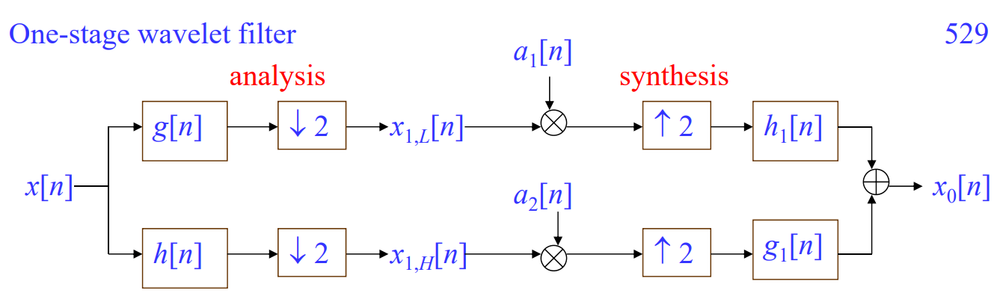 One-stage wavelet filter 529
a₁[n]
analysis synthesis
g[n] ↓ 2 x₁,L[n] ↑ 2 h₁[n]
x[n] x₀[n]
a₂[n]
h[n] ↓ 2 x₁,H[n] ↑ 2 g₁[n]